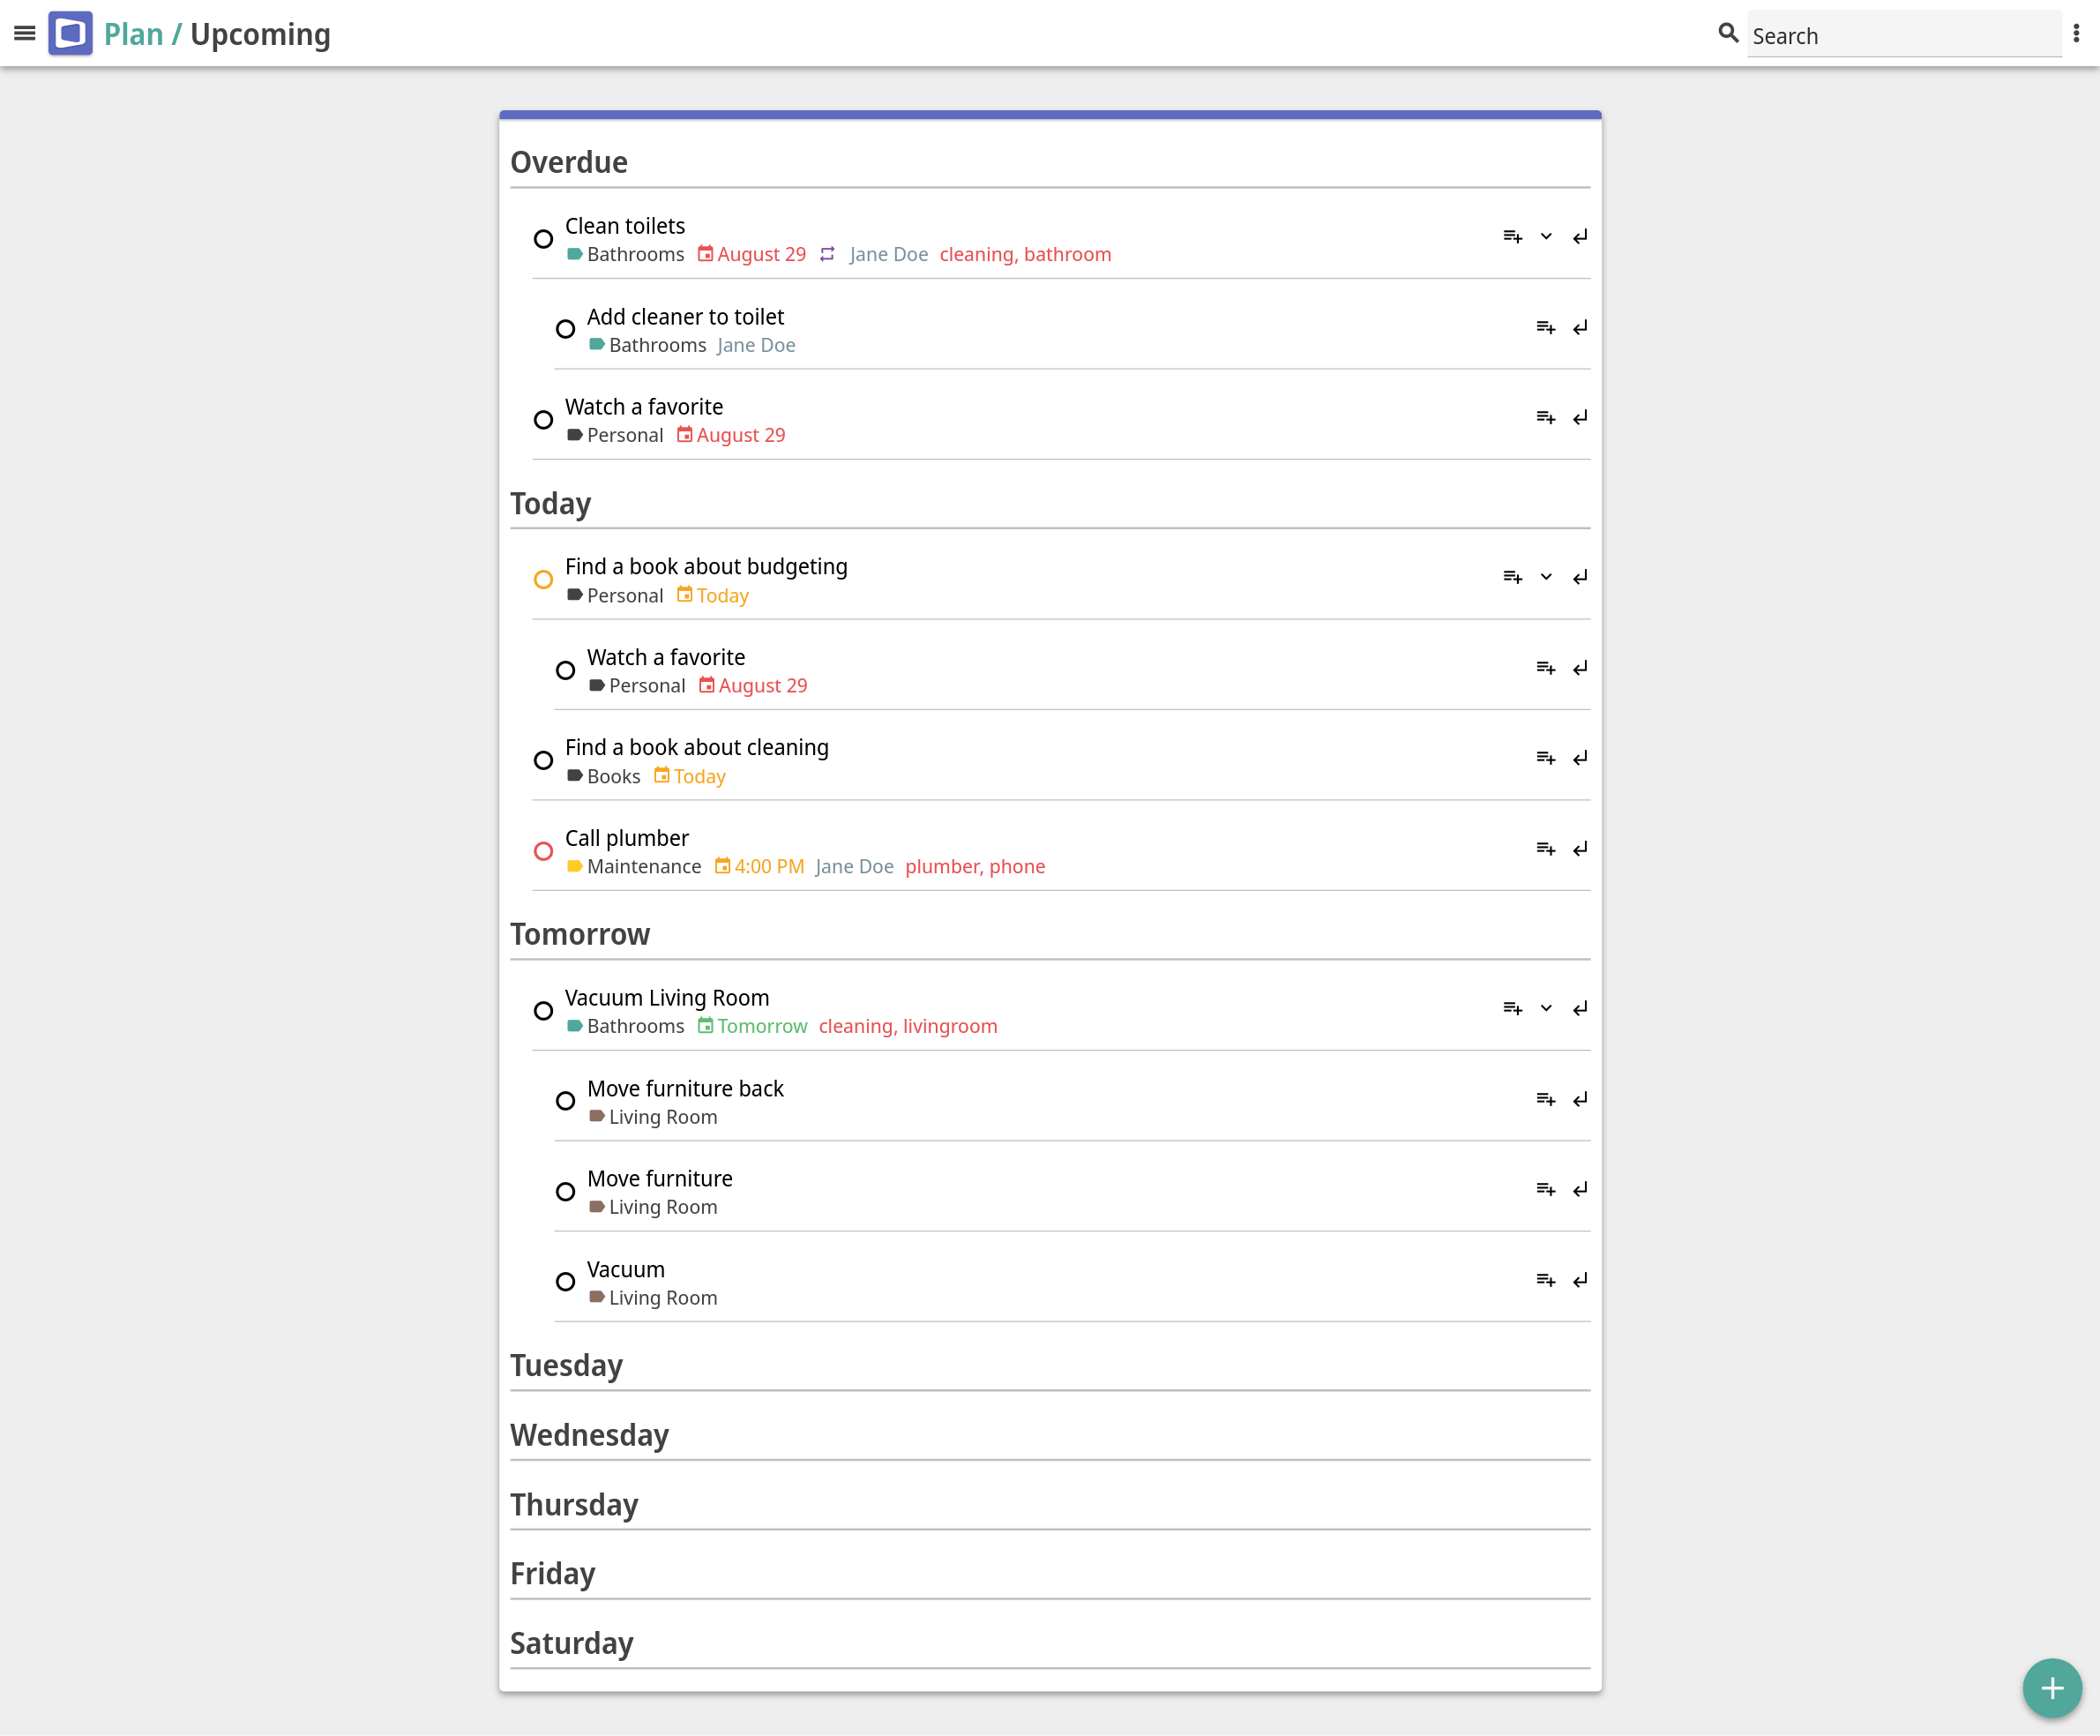 Plan / Upcoming
Search
Overdue
Clean toilets
Bathrooms August 29 Jane Doe cleaning, bathroom
Add cleaner to toilet
Bathrooms Jane Doe
Watch a favorite
Personal August 29
Today
Find a book about budgeting
Personal Today
Watch a favorite
Personal August 29
Find a book about cleaning
Books Today
Call plumber
Maintenance 4:00 PM Jane Doe plumber, phone
Tomorrow
Vacuum Living Room
Bathrooms Tomorrow cleaning, livingroom
Move furniture back
Living Room
Move furniture
Living Room
Vacuum
Living Room
Tuesday
Wednesday
Thursday
Friday
Saturday